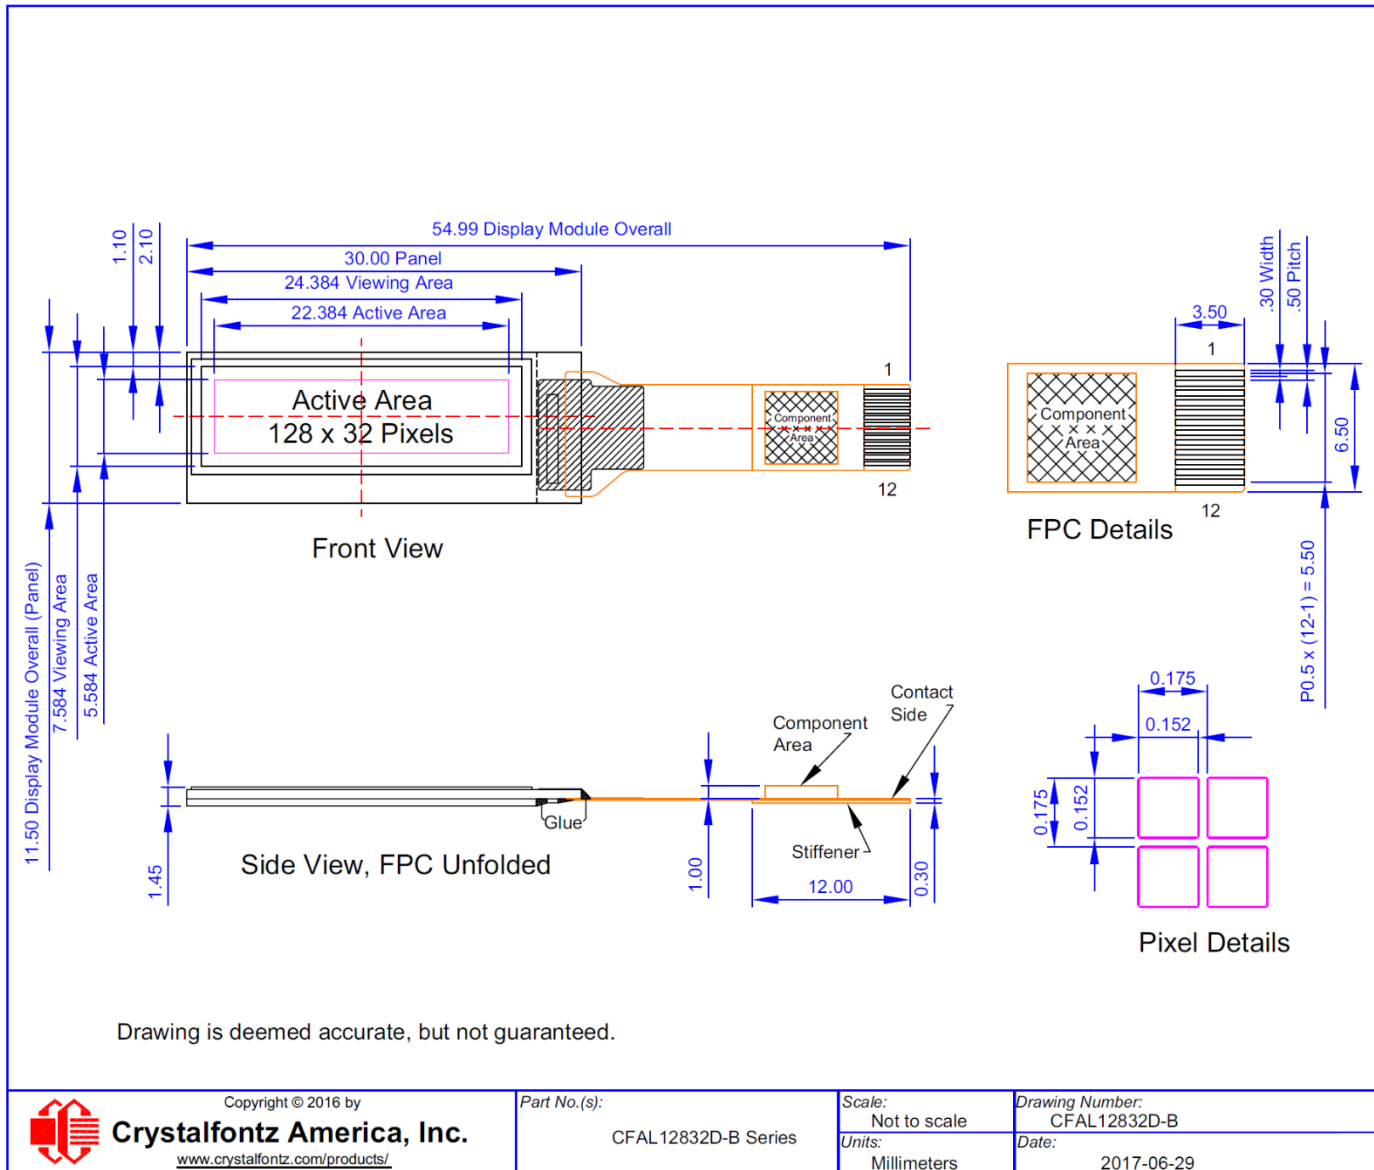 54.99 Display Module Overall
30.00 Panel
24.384 Viewing Area
22.384 Active Area
1.10
2.10
11.50 Display Module Overall (Panel)
7.584 Viewing Area
5.584 Active Area
Active Area
128 x 32 Pixels
Component
Area
1
12
Front View
.30 Width
.50 Pitch
3.50
1
Component
Area
6.50
12
FPC Details
P0.5 x (12-1) = 5.50
1.45
Glue
Side View, FPC Unfolded
Component
Area
Contact
Side
Stiffener
1.00
12.00
0.30
0.175
0.152
0.175
0.152
Pixel Details
Drawing is deemed accurate, but not guaranteed.
Copyright © 2016 by
Crystalfontz America, Inc.
www.crystalfontz.com/products/
Part No.(s):
CFAL12832D-B Series
Scale:
Not to scale
Units:
Millimeters
Drawing Number:
CFAL12832D-B
Date:
2017-06-29